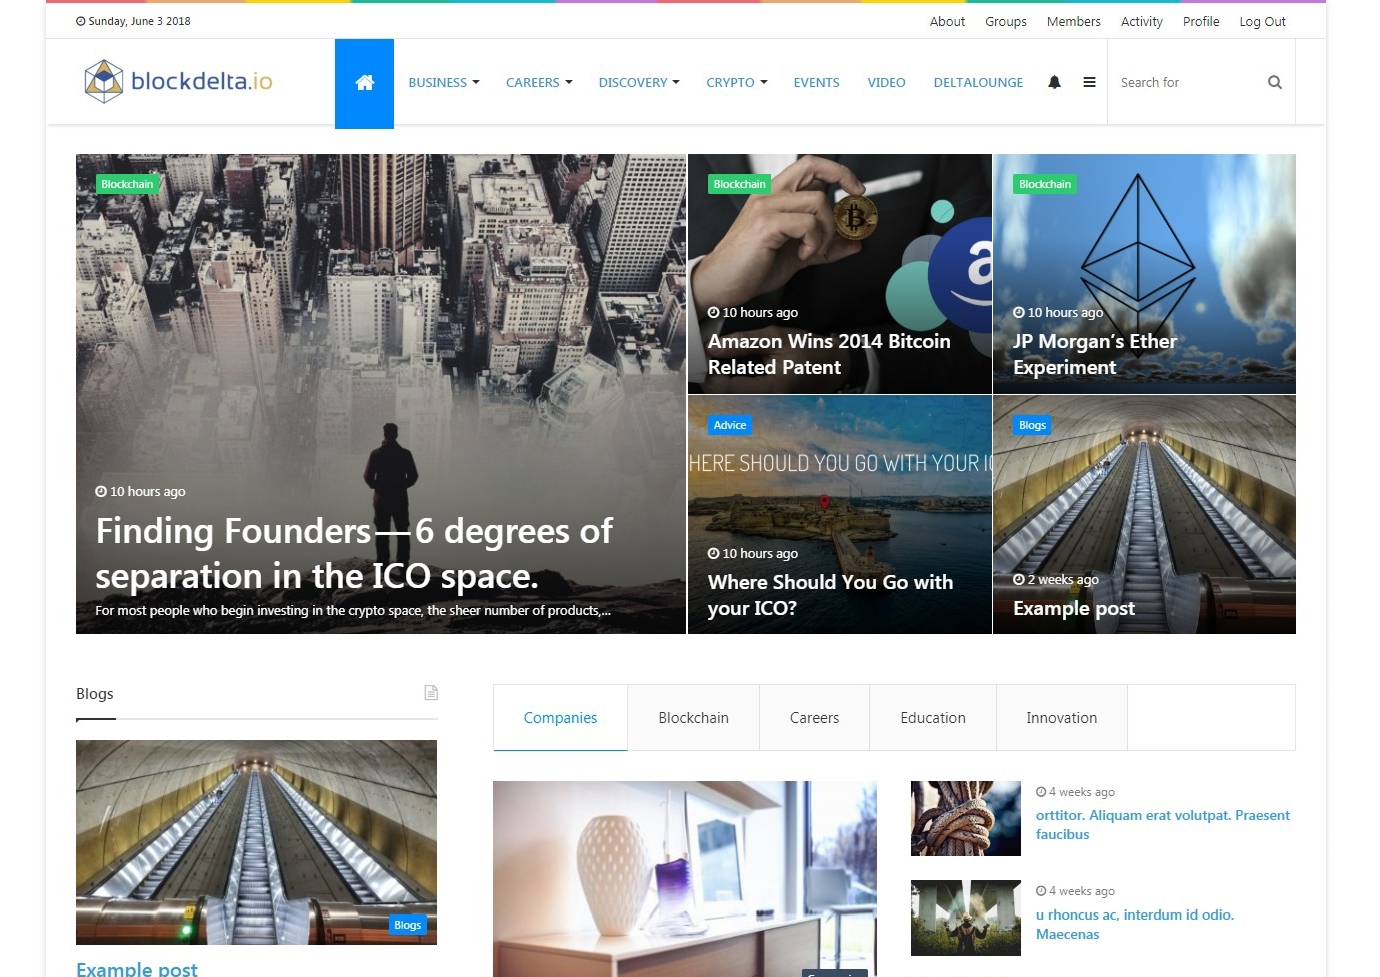 Sunday, June 3 2018
About Groups Members Activity Profile Log Out
blockdelta.io
BUSINESS CAREERS DISCOVERY CRYPTO EVENTS VIDEO DELTALOUNGE Search for
Blockchain
10 hours ago
Finding Founders — 6 degrees of
separation in the ICO space.
For most people who begin investing in the crypto space, the sheer number of products,...
Blockchain
a
10 hours ago
Amazon Wins 2014 Bitcoin
Related Patent
Blockchain
10 hours ago
JP Morgan’s Ether
Experiment
Advice
HERE SHOULD YOU GO WITH YOUR IC
10 hours ago
Where Should You Go with
your ICO?
Blogs
2 weeks ago
Example post
Blogs
Blogs
Example post
Companies Blockchain Careers Education Innovation
4 weeks ago
orttitor. Aliquam erat volutpat. Praesent
faucibus
4 weeks ago
u rhoncus ac, interdum id odio.
Maecenas